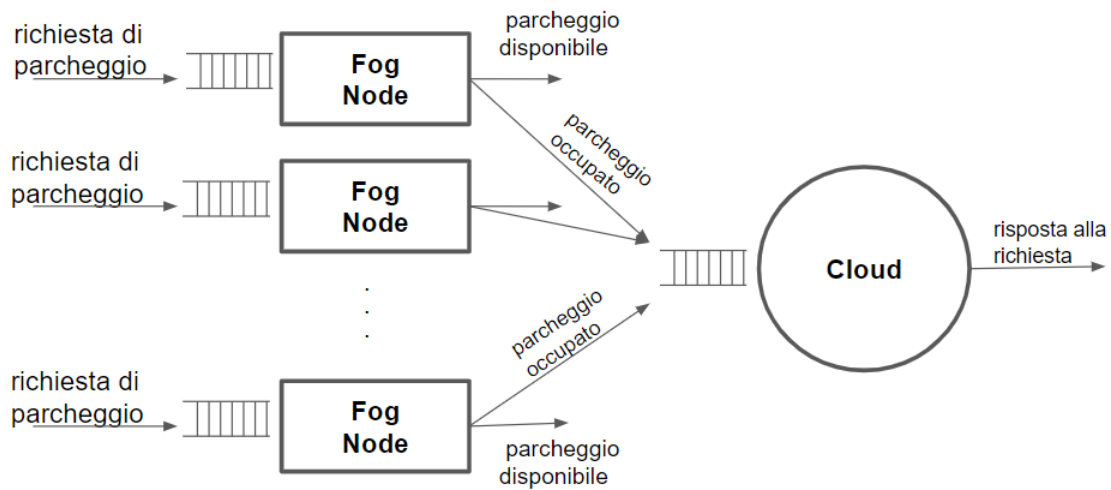 richiesta di
parcheggio
Fog
Node
parcheggio
disponibile
parcheggio
occupato
richiesta di
parcheggio
Fog
Node
Cloud
risposta alla
richiesta
.
.
.
parcheggio
occupato
richiesta di
parcheggio
Fog
Node
parcheggio
disponibile